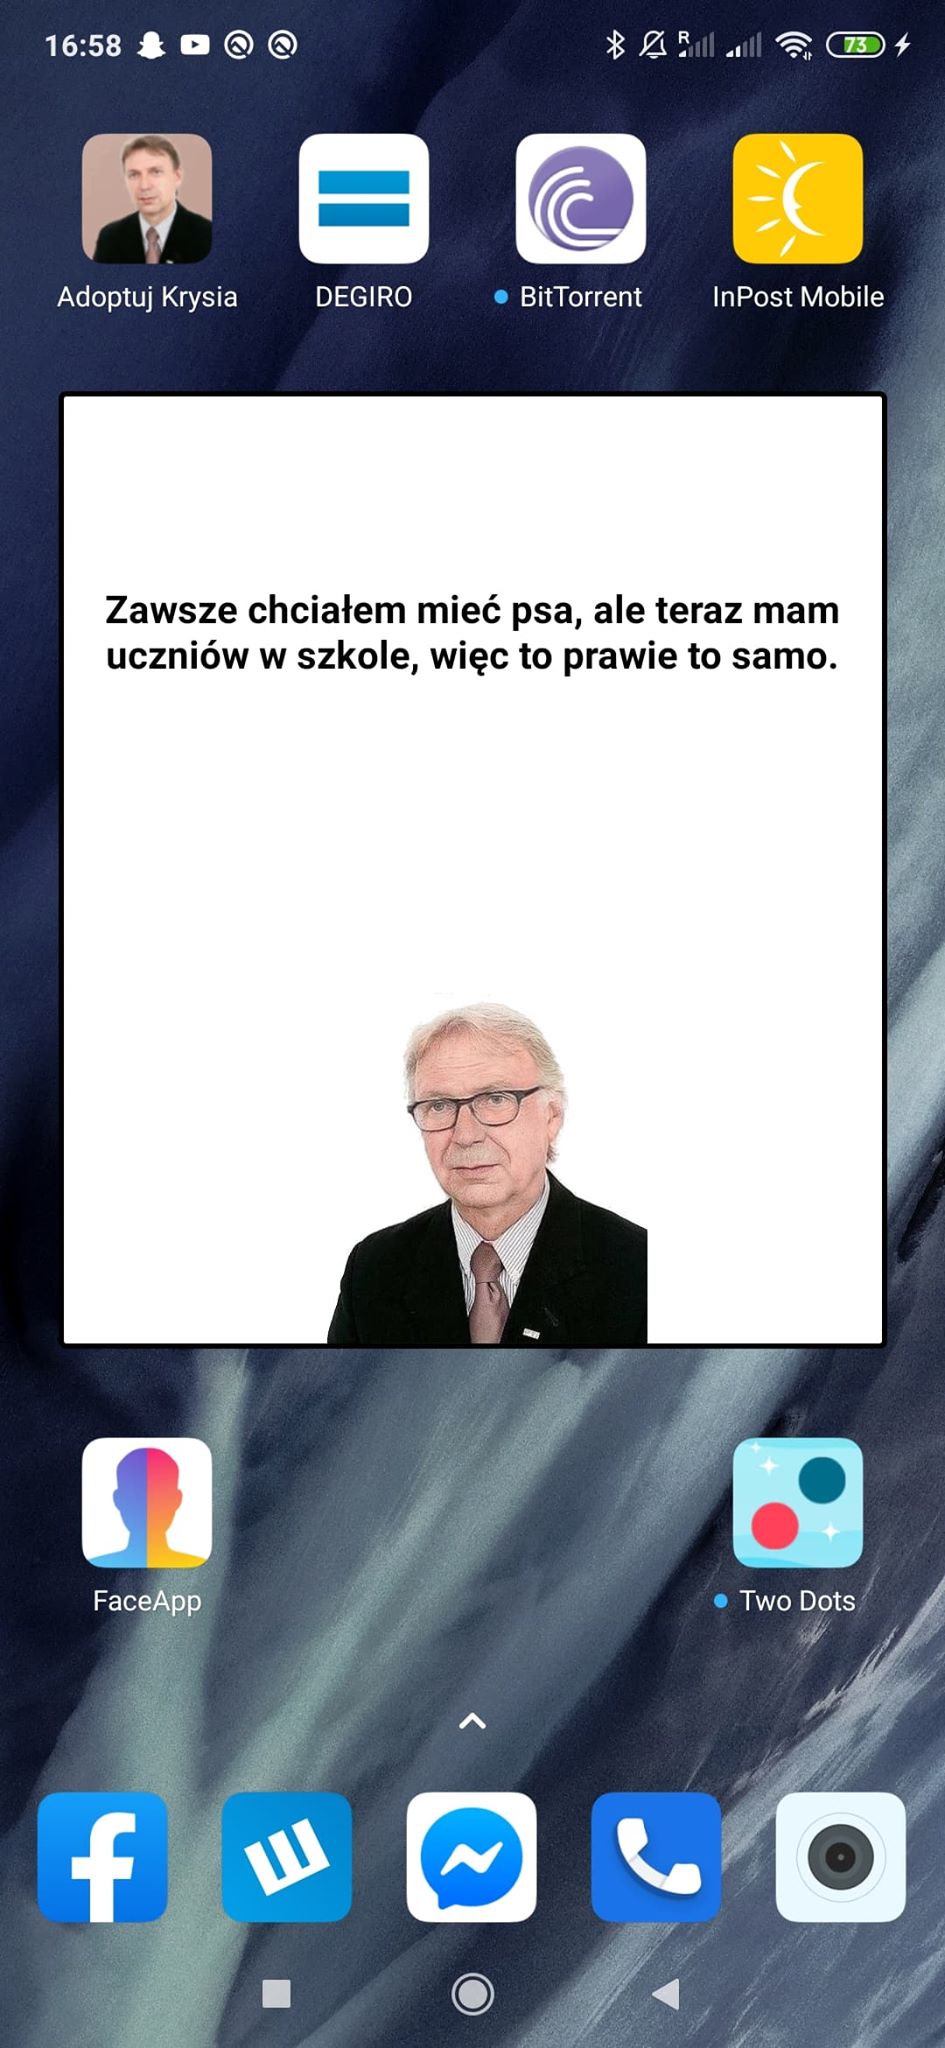 16:58
R
73
Adoptuj Krysia
DEGIRO
BitTorrent
InPost Mobile
Zawsze chciałem mieć psa, ale teraz mam
uczniów w szkole, więc to prawie to samo.
FaceApp
Two Dots